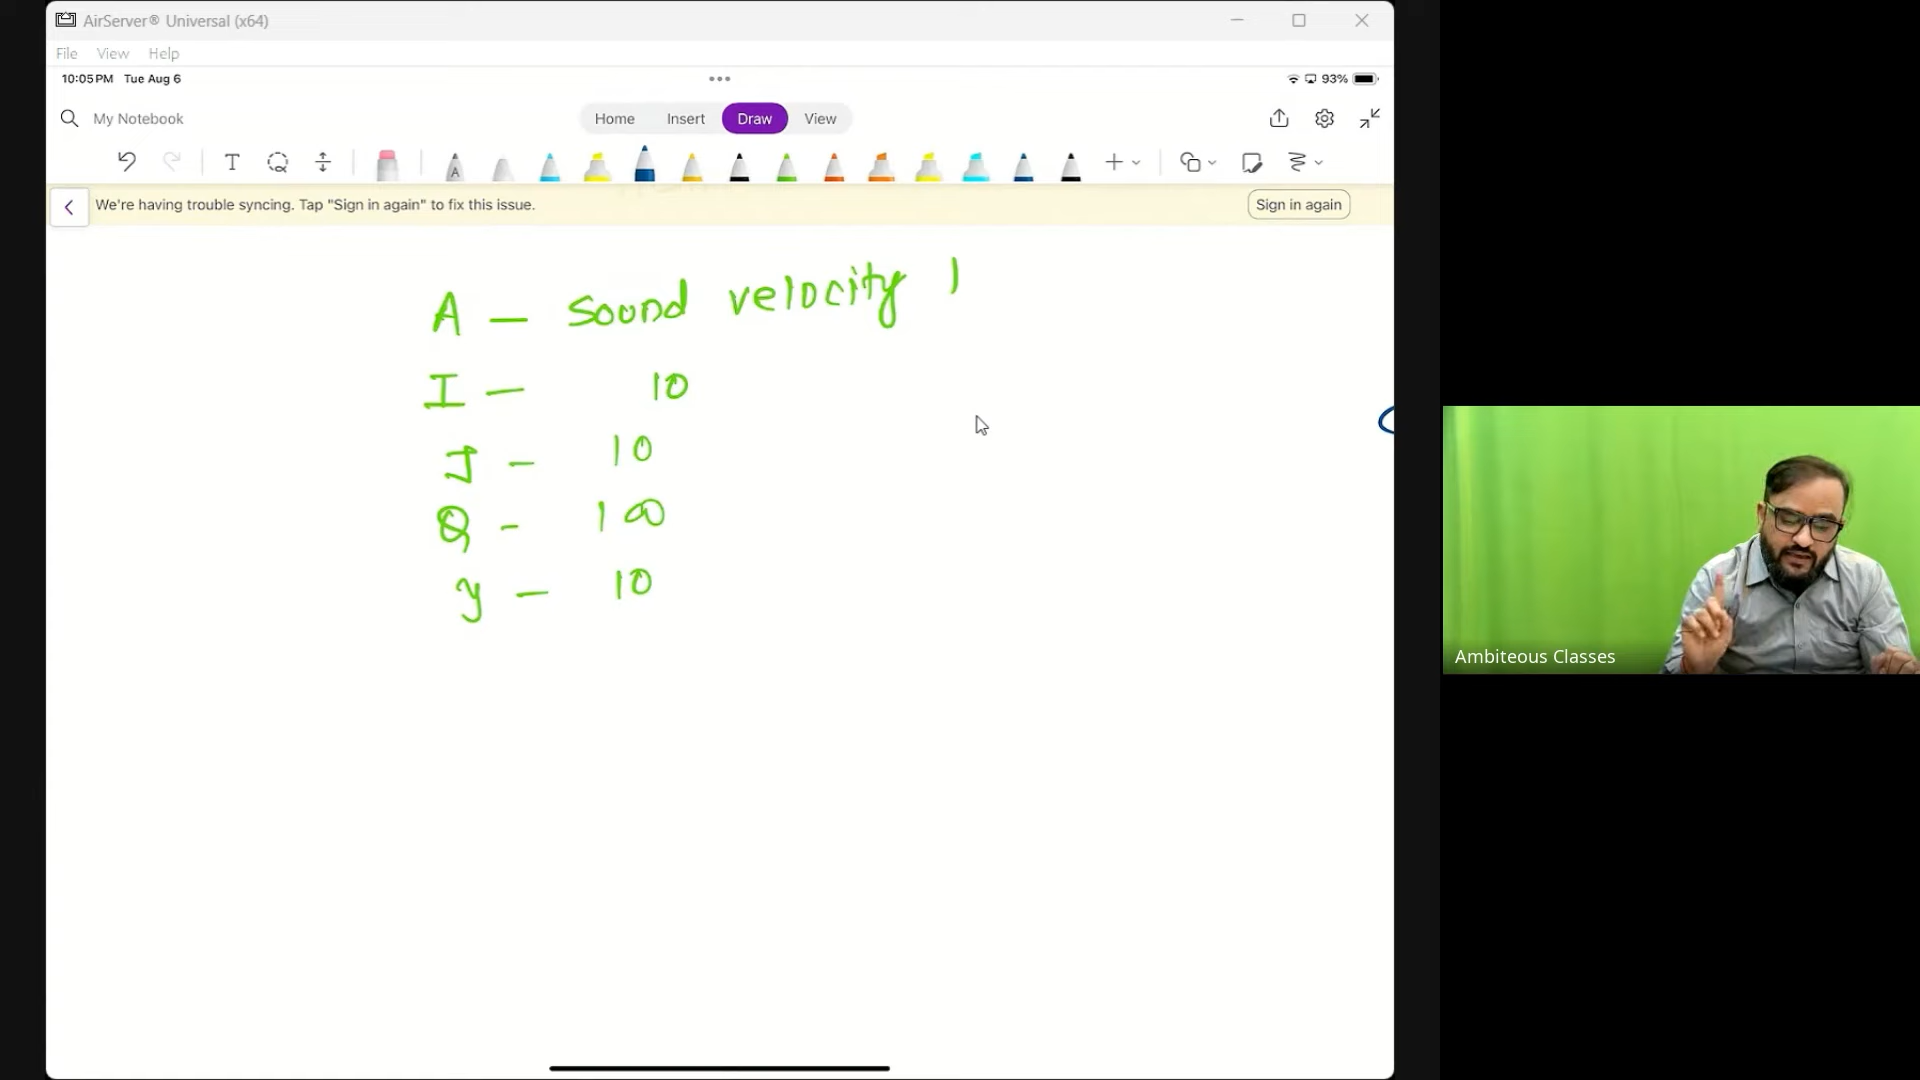 AirServer® Universal (x64)
File View Help
10:05 PM Tue Aug 6
93%
My Notebook
Home Insert Draw View
T
A
We're having trouble syncing. Tap "Sign in again" to fix this issue.
Sign in again
A — sound velocity 1
I — 10
J - 10
Q - 100
y — 10
Ambiteous Classes